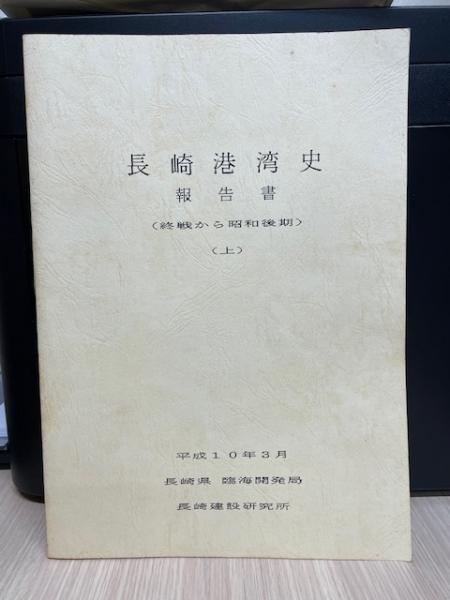 長崎港湾史
報告書
(終戦から昭和後期)
(上)
平成10年3月
長崎県 臨海開発局
長崎建設研究所